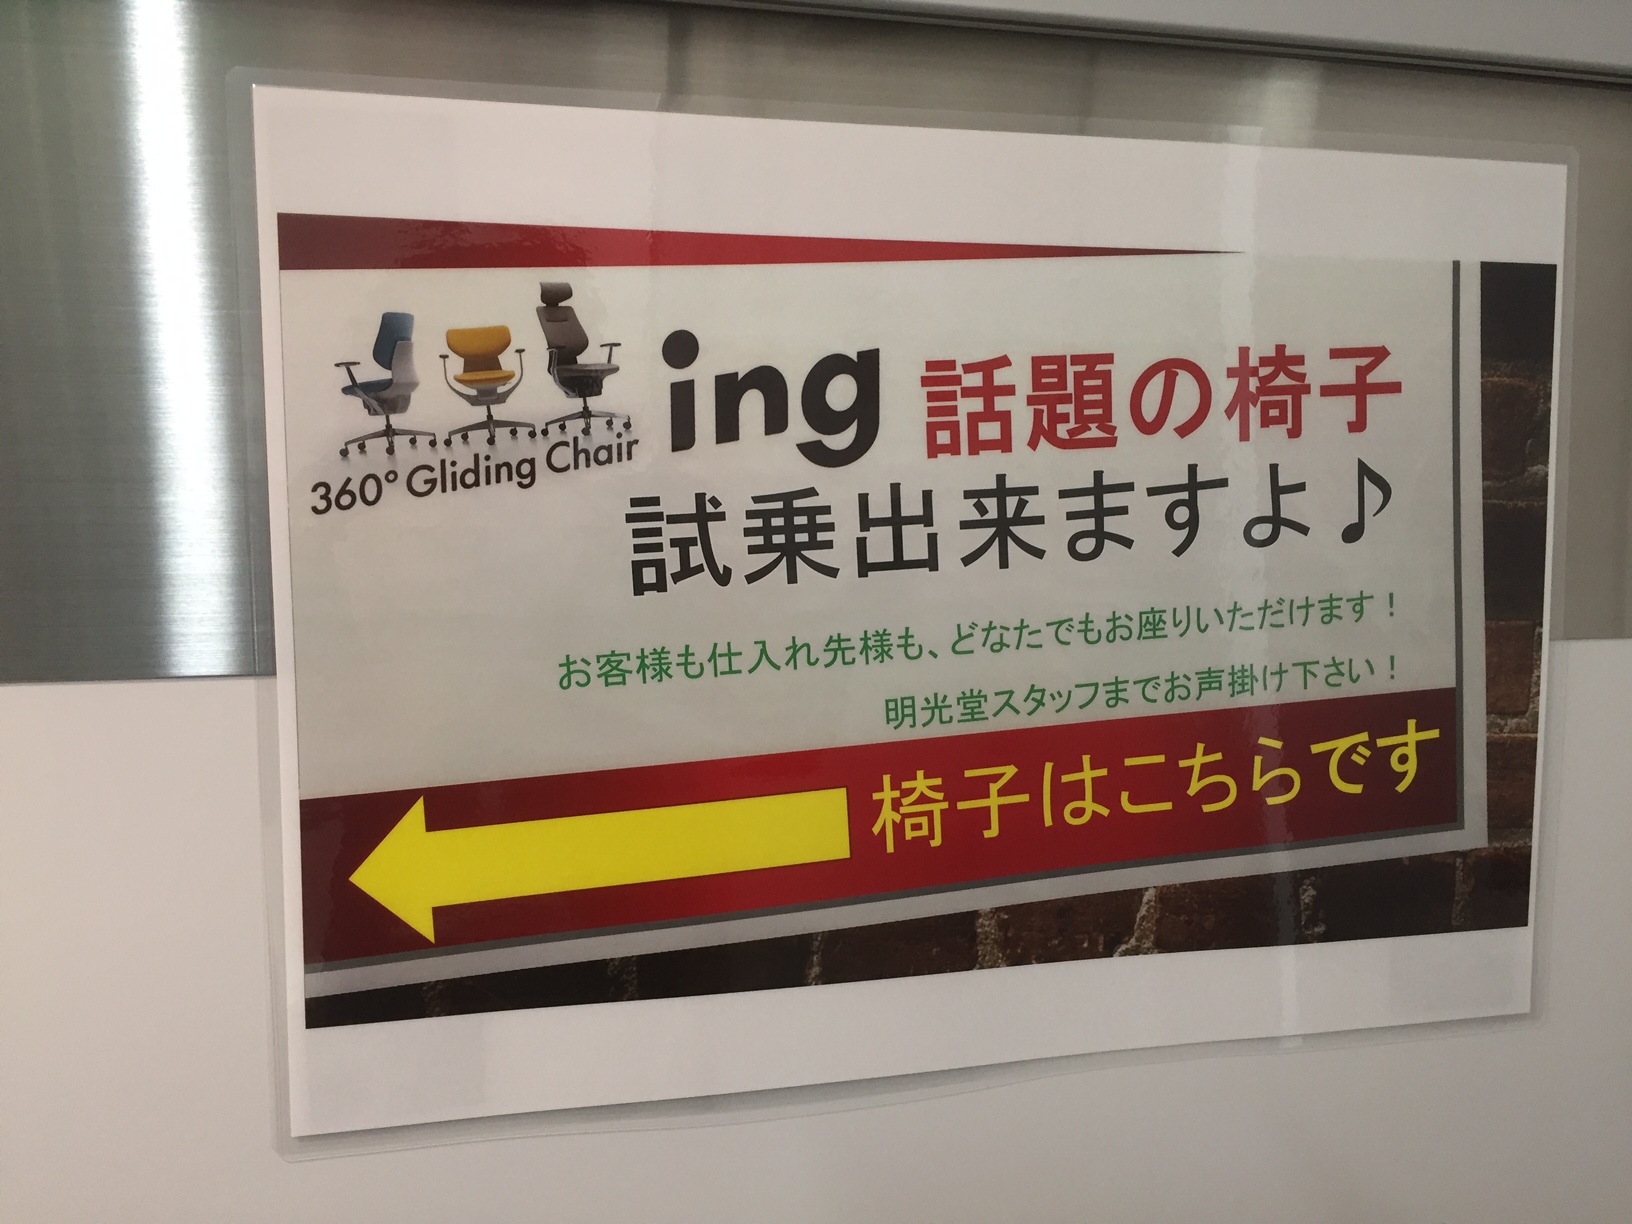 ing 話題の椅子
360° Gliding Chair
試乗出来ますよ♪
お客様も仕入れ先様も、どなたでもお座りいただけます！
明光堂スタッフまでお声掛け下さい！
椅子はこちらです